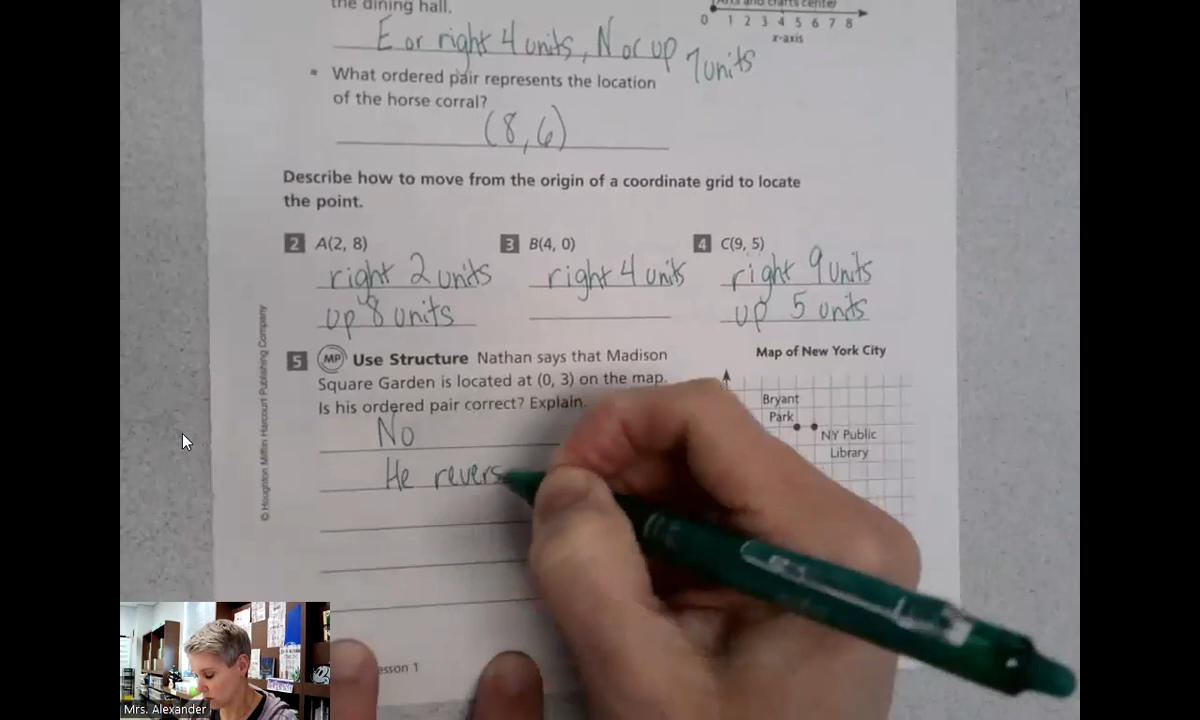 the dining hall.
Arts and crafts center
0 1 2 3 4 5 6 7 8
x-axis
E or right 4 units, N or up 7 units
What ordered pair represents the location
of the horse corral?
(8,6)
Describe how to move from the origin of a coordinate grid to locate
the point.
2 A(2, 8)
right 2 units
up 8 units
3 B(4, 0)
right 4 units
4 C(9, 5)
right 9 units
up 5 units
5 MP Use Structure Nathan says that Madison
Square Garden is located at (0, 3) on the map.
Is his ordered pair correct? Explain.
No
He revers
Map of New York City
Bryant
Park
NY Public
Library
© Houghton Mifflin Harcourt Publishing Company
esson 1
Mrs. Alexander